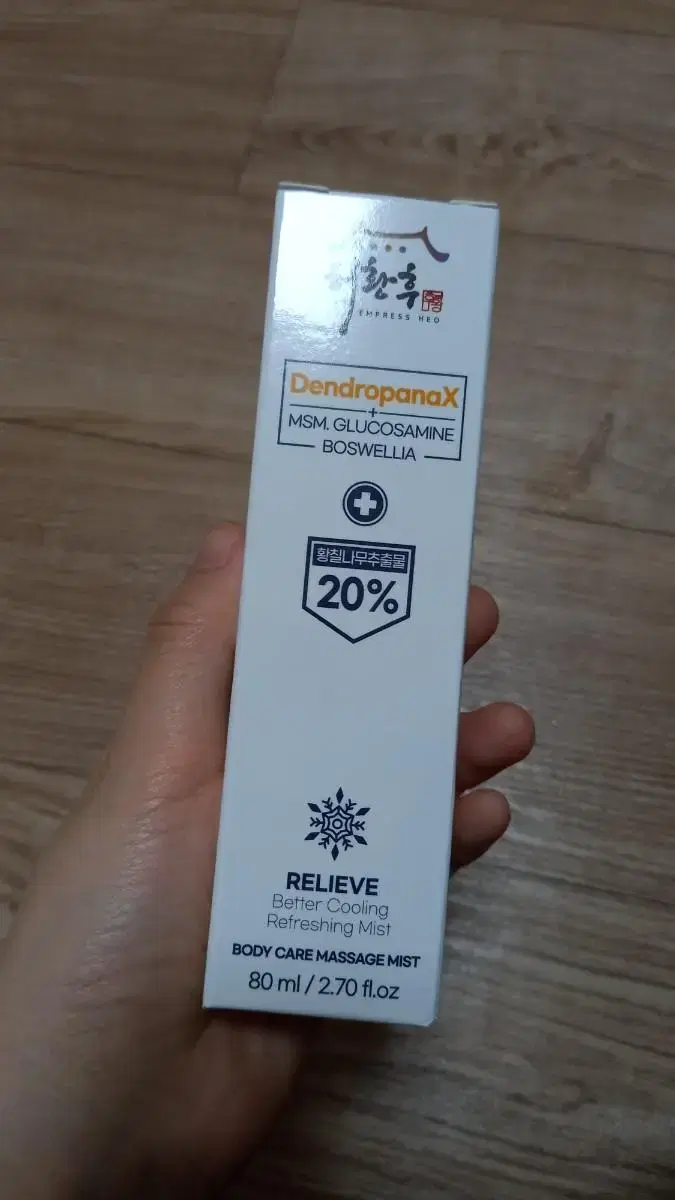 황후
EMPRESS HEO
DendropanaX
+
MSM. GLUCOSAMINE
BOSWELLIA
황칠나무추출물
20%
RELIEVE
Better Cooling
Refreshing Mist
BODY CARE MASSAGE MIST
80 ml / 2.70 fl.oz